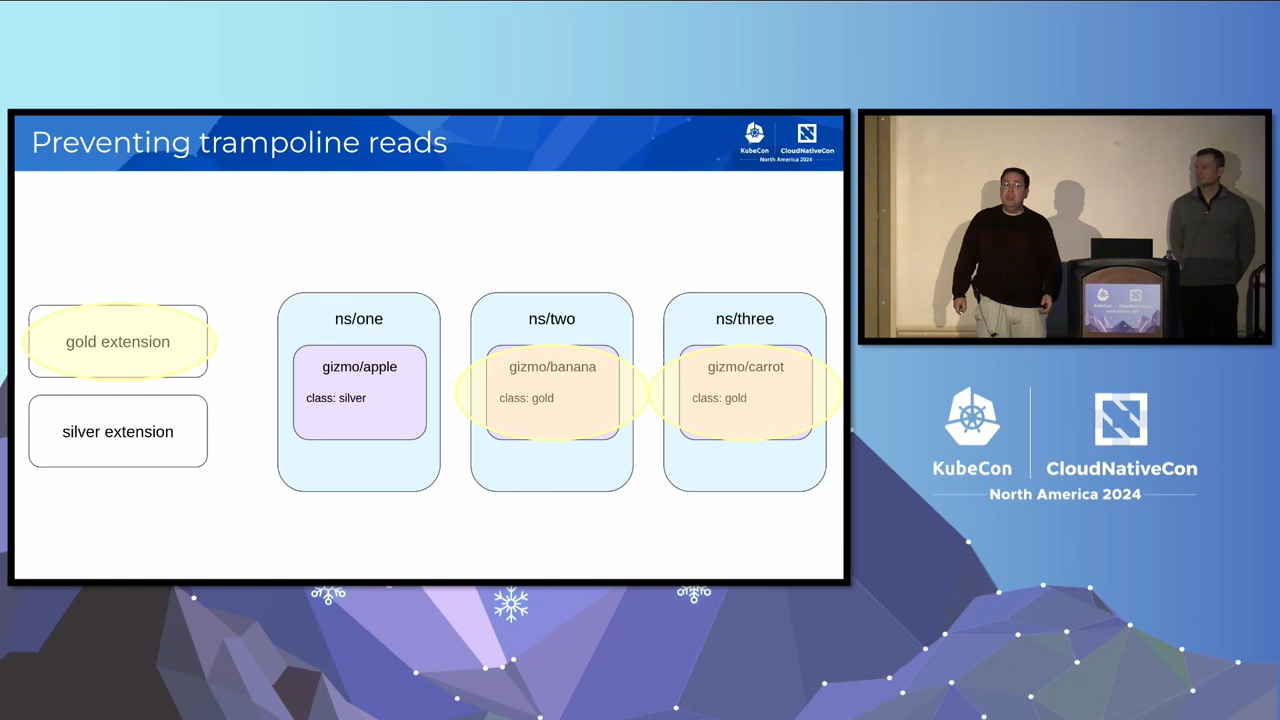 Preventing trampoline reads
KubeCon
CloudNativeCon
North America 2024
gold extension
silver extension
ns/one
gizmo/apple
class: silver
ns/two
gizmo/banana
class: gold
ns/three
gizmo/carrot
class: gold
KubeCon
CloudNativeCon
North America 2024